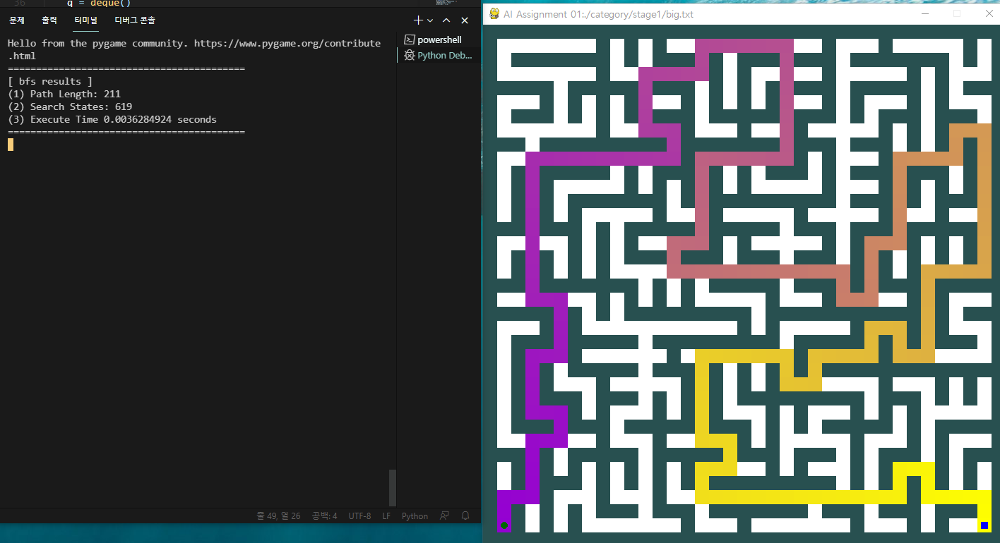 36 q = deque()
문제 출력 터미널 디버그 콘솔
Hello from the pygame community. https://www.pygame.org/contribute
.html
==========================================
[ bfs results ]
(1) Path Length: 211
(2) Search States: 619
(3) Execute Time 0.0036284924 seconds
==========================================
powershell
Python Deb...
줄 49, 열 26 공백: 4 UTF-8 LF Python
AI Assignment 01:./category/stage1/big.txt